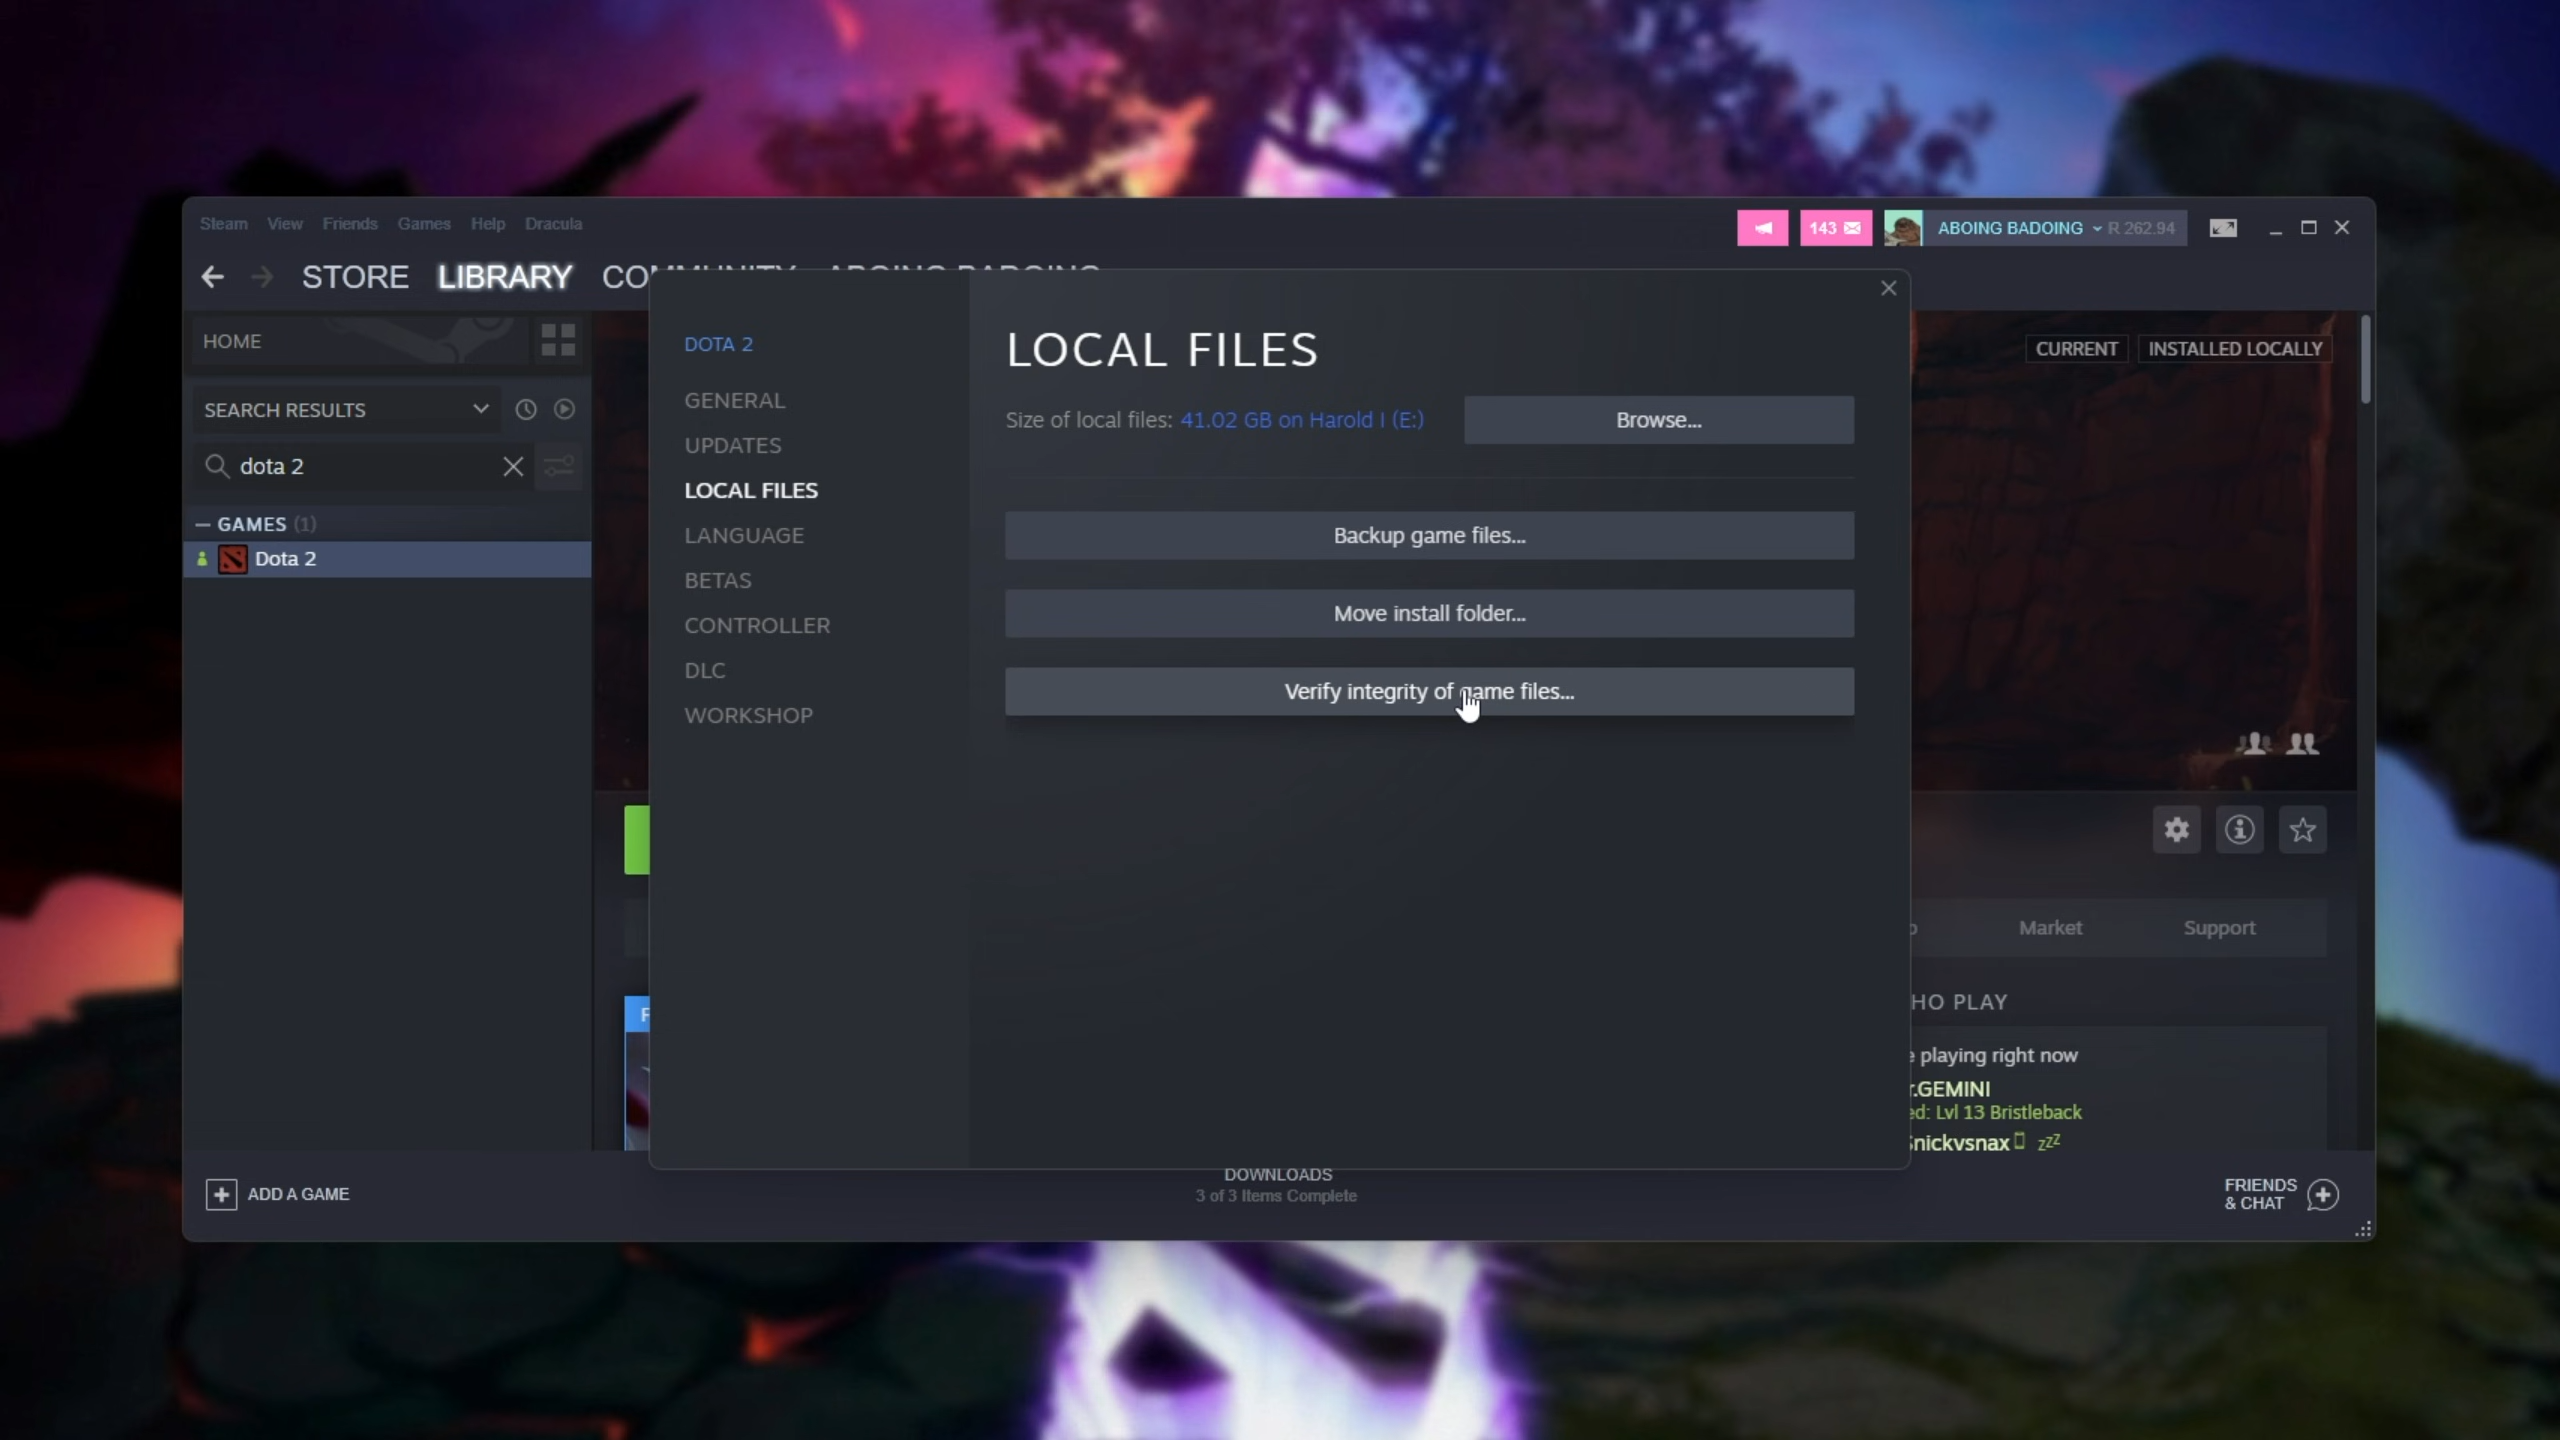 Steam View Friends Games Help Dracula
143 ABOING BADOING R 262.94
STORE LIBRARY
HOME
SEARCH RESULTS
dota 2
GAMES (1)
Dota 2
DOTA 2
GENERAL
UPDATES
LOCAL FILES
LANGUAGE
BETAS
CONTROLLER
DLC
WORKSHOP
LOCAL FILES
Size of local files: 41.02 GB on Harold I (E:) Browse...
Backup game files...
Move install folder...
Verify integrity of game files...
CURRENT INSTALLED LOCALLY
Market Support
HO PLAY
e playing right now
r.GEMINI
ed: Lvl 13 Bristleback
Snickvsnax zzz
ADD A GAME
DOWNLOADS
3 of 3 Items Complete
FRIENDS
& CHAT